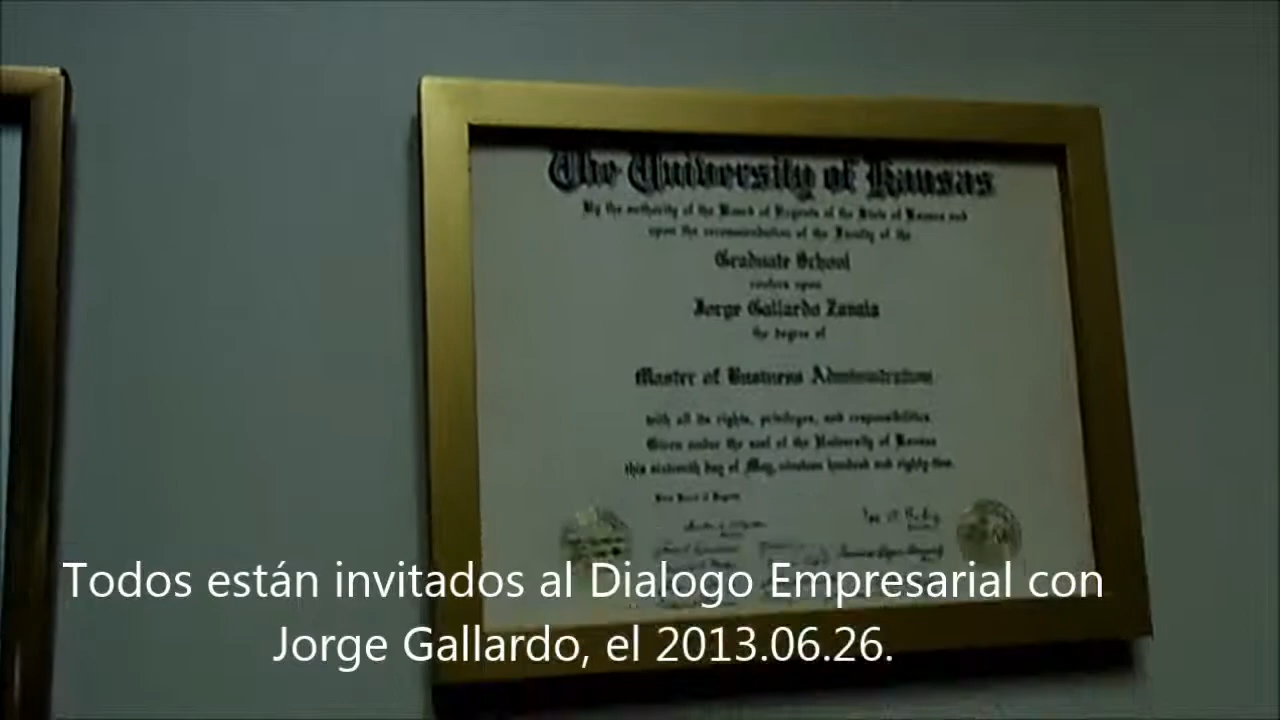 The University of Kansas
By the authority of the Board of Regents of the State of Kansas and
upon the recommendation of the Faculty of the
Graduate School
confers upon
Jorge Gallardo Zavala
the degree of
Master of Business Administration
with all its rights, privileges, and responsibilities.
Given under the seal of the University of Kansas
this sixteenth day of May, nineteen hundred and eighty-five.
Todos están invitados al Dialogo Empresarial con
Jorge Gallardo, el 2013.06.26.